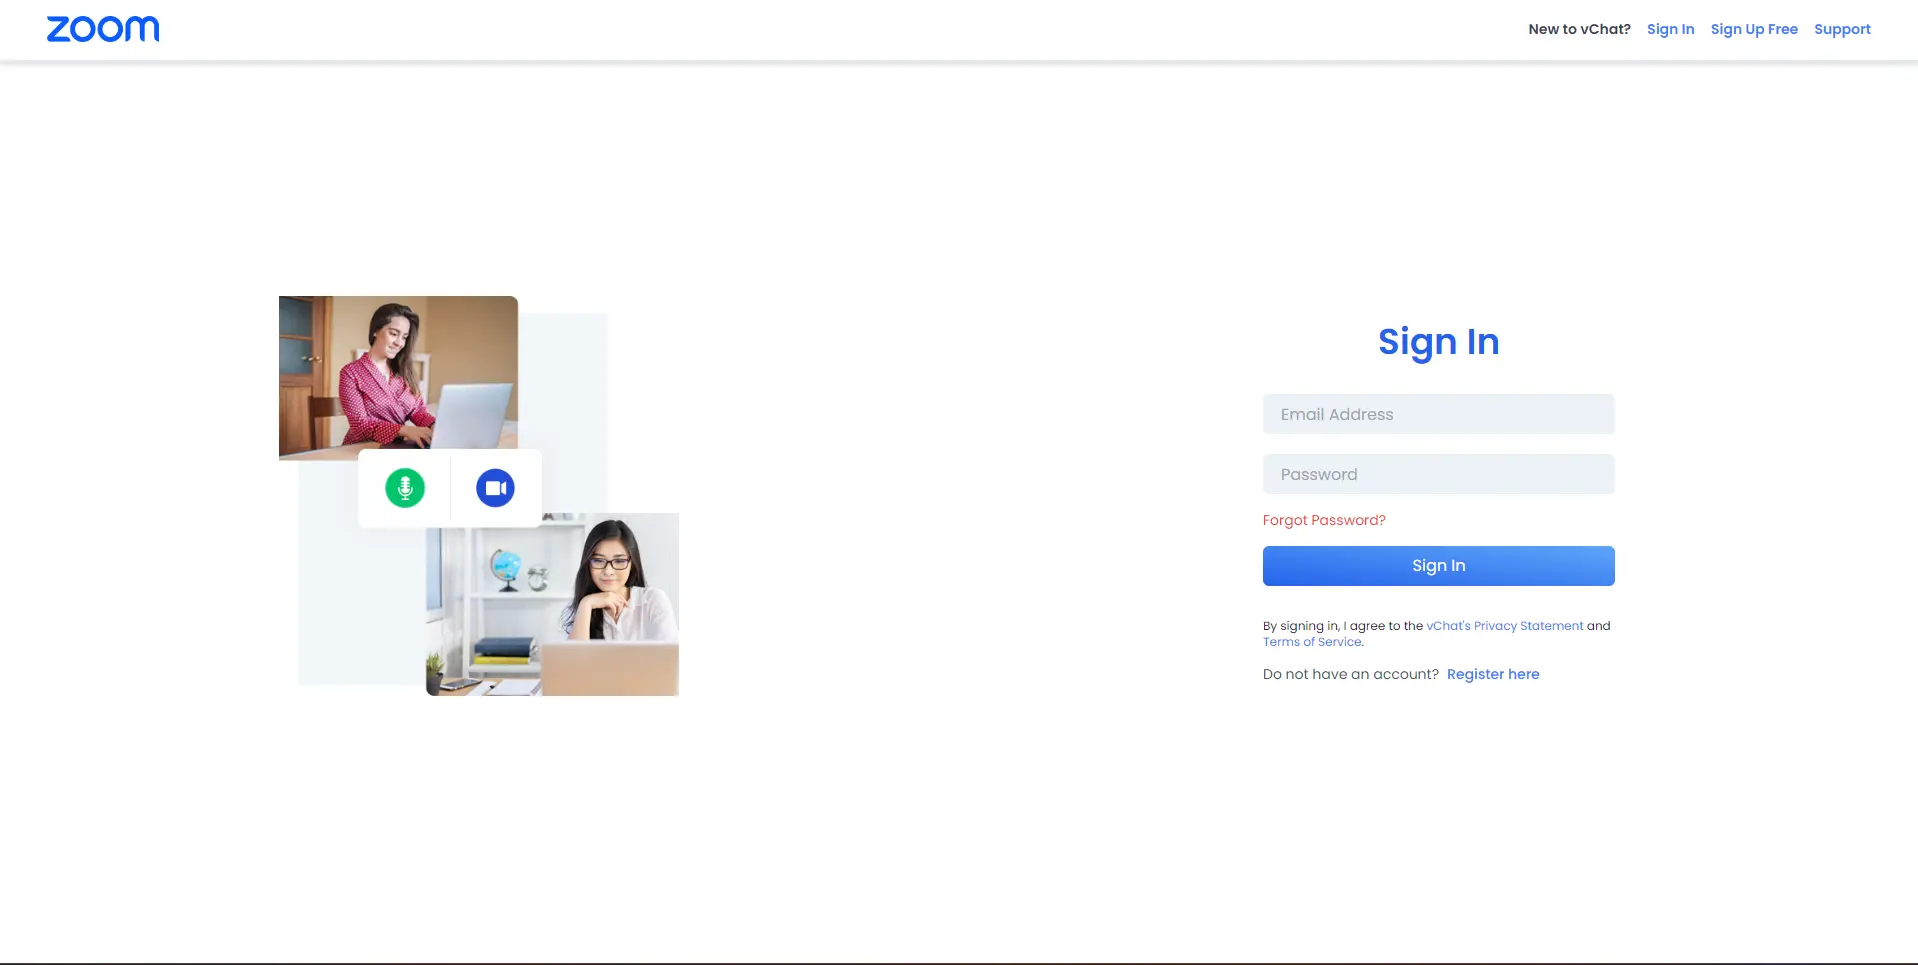 zoom
New to vChat? Sign In Sign Up Free Support
Sign In
Email Address
Password
Forgot Password?
Sign In
By signing in, I agree to the vChat's Privacy Statement and
Terms of Service.
Do not have an account? Register here